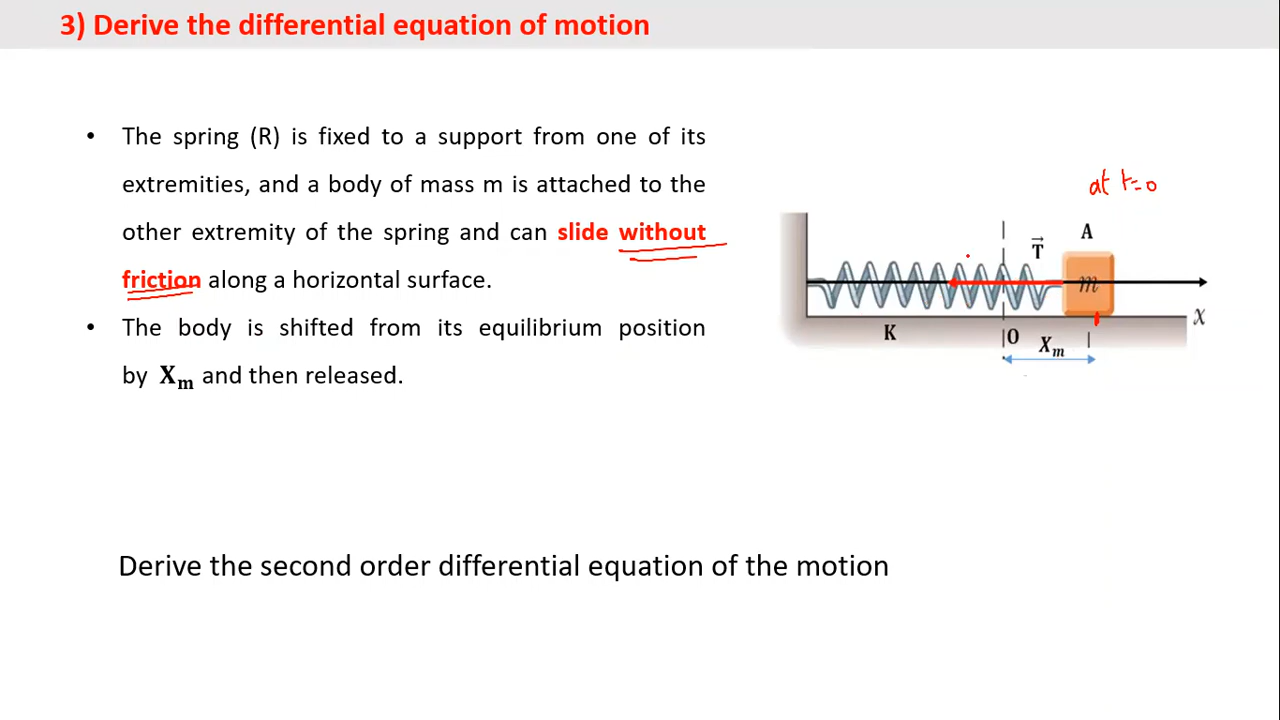 3) Derive the differential equation of motion
• The spring (R) is fixed to a support from one of its
extremities, and a body of mass m is attached to the
other extremity of the spring and can slide without
friction along a horizontal surface.
• The body is shifted from its equilibrium position
by Xₘ and then released.
at t=0
A
T⃗
m
x
K
O
Xₘ
Derive the second order differential equation of the motion